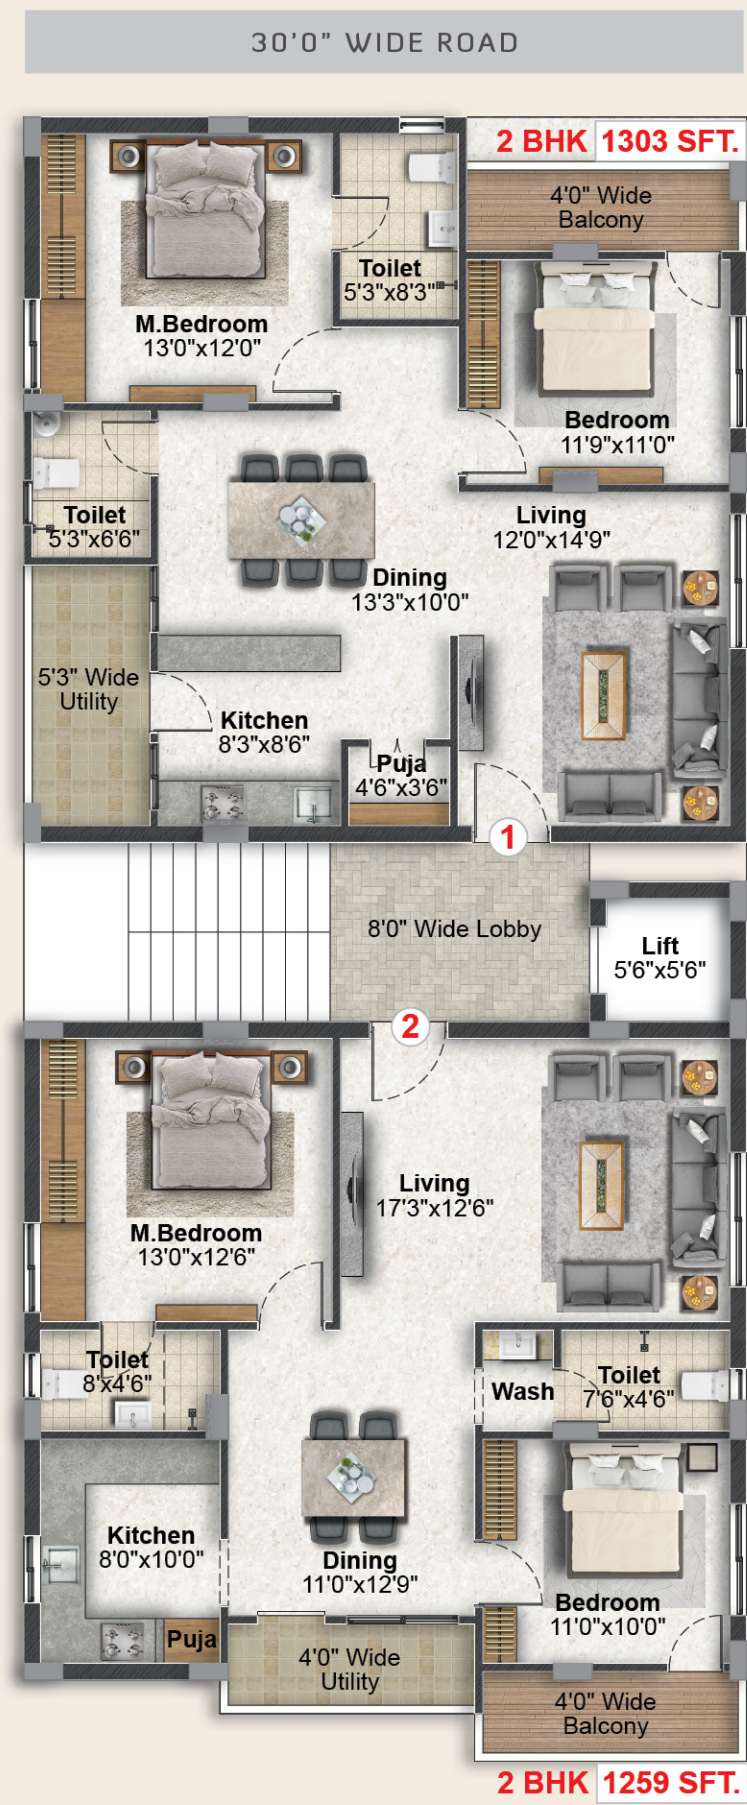 30'0" WIDE ROAD
2 BHK 1303 SFT.
4'0" Wide
Balcony
Toilet
5'3"x8'3"
M.Bedroom
13'0"x12'0"
Bedroom
11'9"x11'0"
Toilet
5'3"x6'6"
Living
12'0"x14'9"
Dining
13'3"x10'0"
5'3" Wide
Utility
Kitchen
8'3"x8'6"
Puja
4'6"x3'6"
1
8'0" Wide Lobby
Lift
5'6"x5'6"
2
Living
17'3"x12'6"
M.Bedroom
13'0"x12'6"
Toilet
8'x4'6"
Wash
Toilet
7'6"x4'6"
Kitchen
8'0"x10'0"
Dining
11'0"x12'9"
Bedroom
11'0"x10'0"
Puja
4'0" Wide
Utility
4'0" Wide
Balcony
2 BHK 1259 SFT.